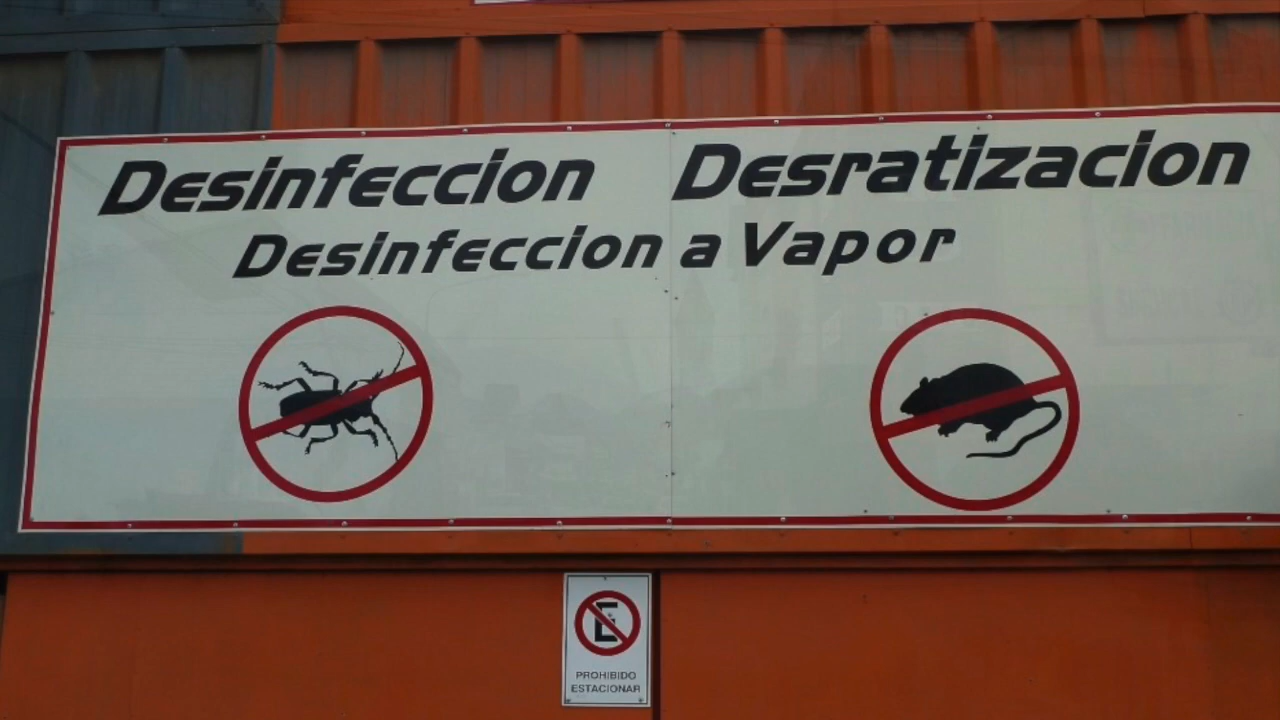 Desinfeccion Desratizacion
Desinfeccion a Vapor
E
PROHIBIDO
ESTACIONAR